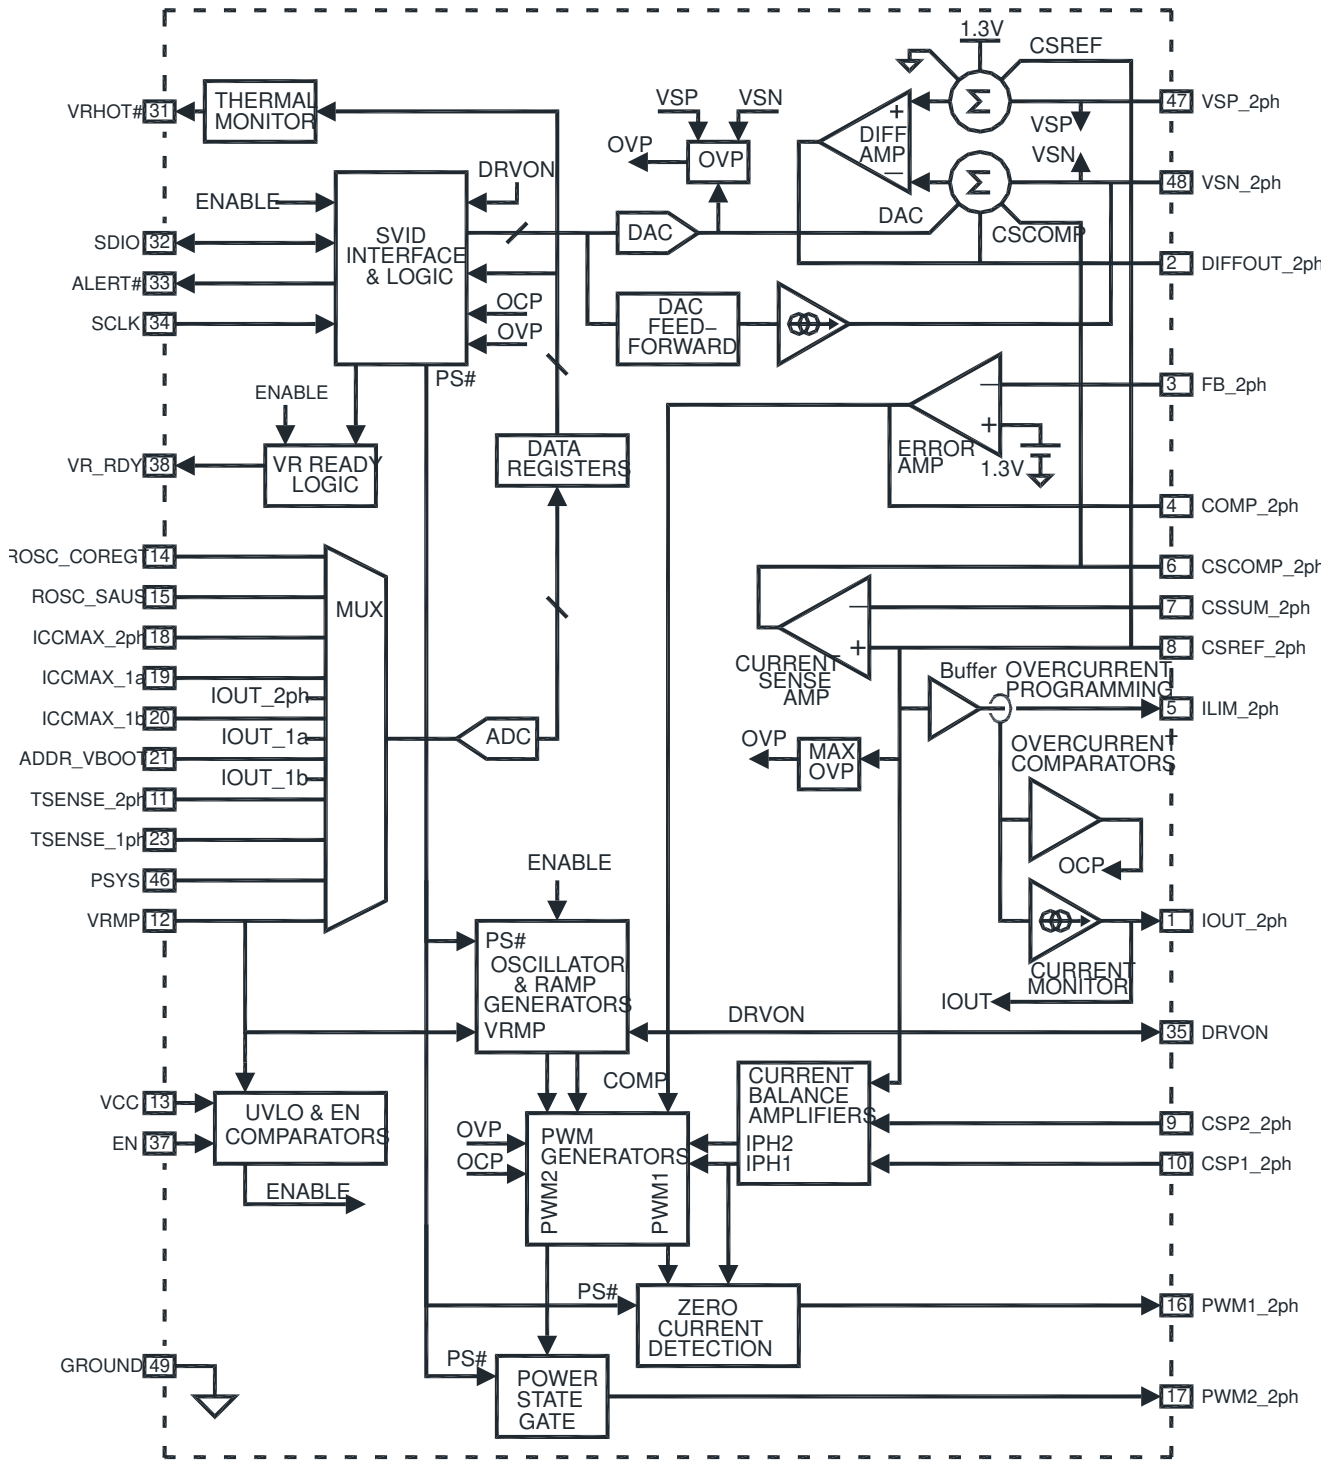 1.3V
CSREF
VRHOT# 31
THERMAL
MONITOR
VSP
VSN
OVP
OVP
+
DIFF
AMP
–
Σ
VSP
47 VSP_2ph
VSN
Σ
48 VSN_2ph
DAC
CSCOMP
2 DIFFOUT_2ph
DRVON
ENABLE
SDIO 32
ALERT# 33
SCLK 34
SVID
INTERFACE
& LOGIC
OCP
OVP
PS#
DAC
DAC
FEED–
FORWARD
3 FB_2ph
–
+
ERROR
AMP
1.3V
4 COMP_2ph
ENABLE
VR_RDY 38
VR READY
LOGIC
DATA
REGISTERS
ROSC_COREGT 14
ROSC_SAUS 15
ICCMAX_2ph 18
ICCMAX_1a 19
IOUT_2ph
ICCMAX_1b 20
IOUT_1a
ADDR_VBOOT 21
IOUT_1b
TSENSE_2ph 11
TSENSE_1ph 23
PSYS 46
VRMP 12
MUX
ADC
6 CSCOMP_2ph
7 CSSUM_2ph
8 CSREF_2ph
–
+
CURRENT
SENSE
AMP
Buffer
OVERCURRENT
PROGRAMMING
5 ILIM_2ph
5
OVP
MAX
OVP
OVERCURRENT
COMPARATORS
OCP
1 IOUT_2ph
CURRENT
MONITOR
IOUT
ENABLE
PS#
OSCILLATOR
& RAMP
GENERATORS
VRMP
DRVON
35 DRVON
COMP
VCC 13
EN 37
UVLO & EN
COMPARATORS
ENABLE
OVP
OCP
PWM
GENERATORS
PWM2
PWM1
CURRENT
BALANCE
AMPLIFIERS
IPH2
IPH1
9 CSP2_2ph
10 CSP1_2ph
PS#
ZERO
CURRENT
DETECTION
16 PWM1_2ph
GROUND 49
PS#
POWER
STATE
GATE
17 PWM2_2ph